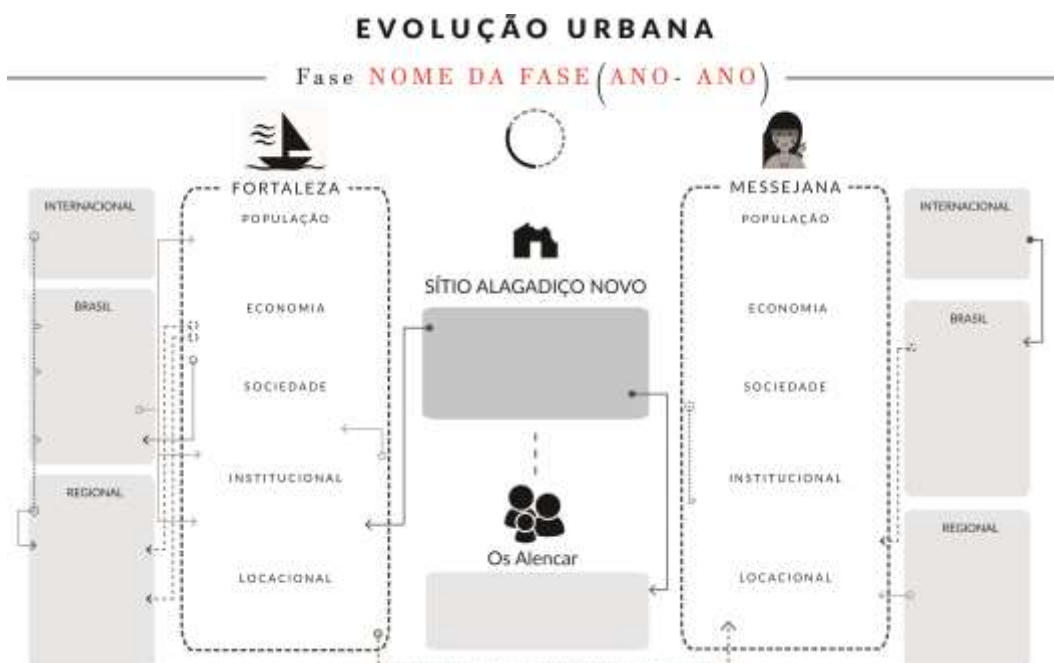 EVOLUÇÃO URBANA
Fase NOME DA FASE(ANO- ANO)
FORTALEZA
POPULAÇÃO
ECONOMIA
SOCIEDADE
INSTITUCIONAL
LOCACIONAL
INTERNACIONAL
BRASIL
REGIONAL
SÍTIO ALAGADIÇO NOVO
Os Alencar
MESSEJANA
POPULAÇÃO
ECONOMIA
SOCIEDADE
INSTITUCIONAL
LOCACIONAL
INTERNACIONAL
BRASIL
REGIONAL